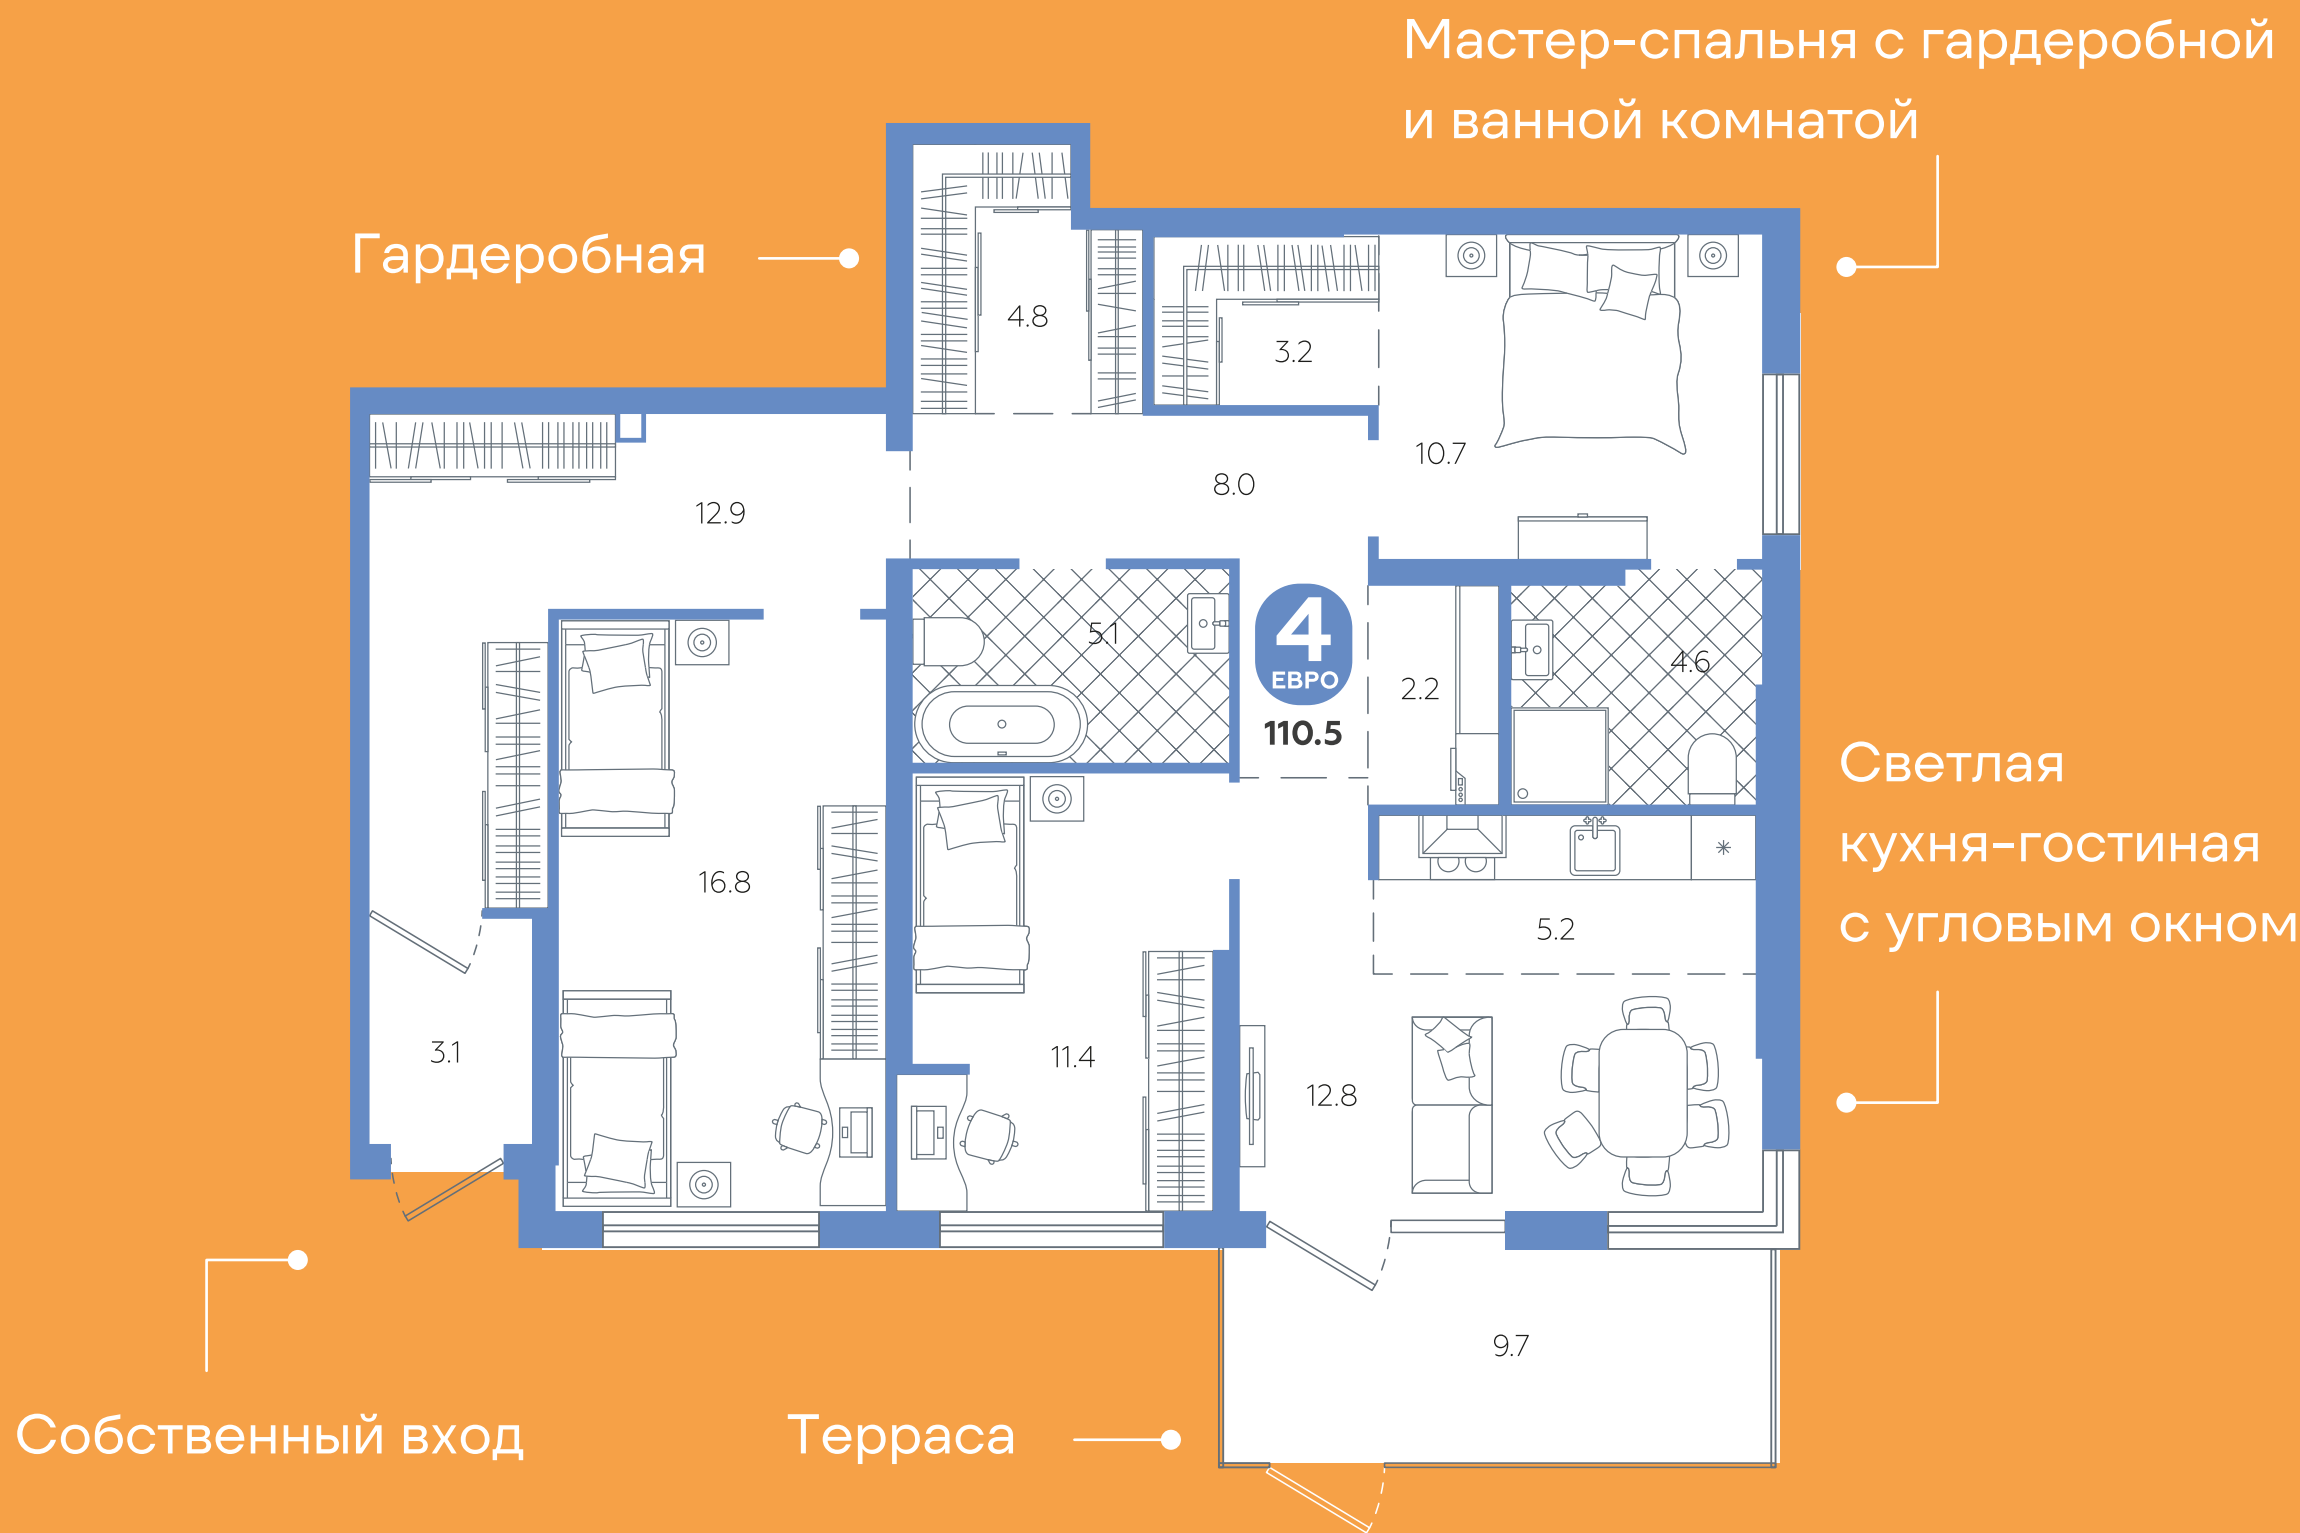 Мастер-спальня с гардеробной
и ванной комнатой
Гардеробная
4.8
3.2
10.7
8.0
12.9
5.1
4
ЕВРО
110.5
2.2
4.6
Светлая
кухня-гостиная
с угловым окном
16.8
5.2
3.1
11.4
12.8
9.7
Собственный вход
Терраса